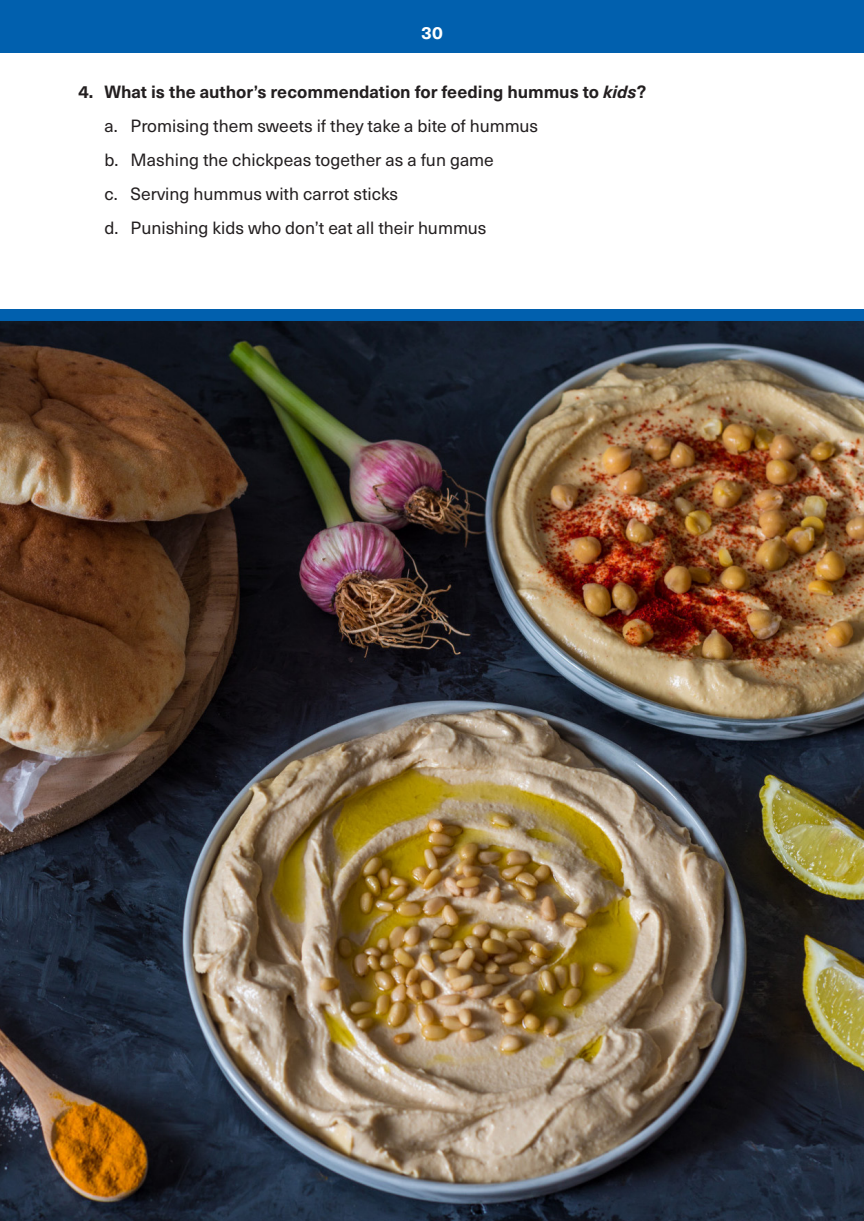 30
4. What is the author's recommendation for feeding hummus to kids?
a. Promising them sweets if they take a bite of hummus
b. Mashing the chickpeas together as a fun game
c. Serving hummus with carrot sticks
d. Punishing kids who don't eat all their hummus